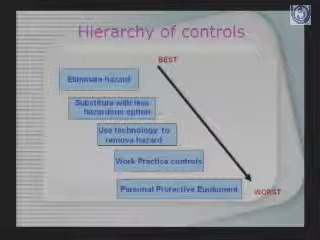 Hierarchy of controls
BEST
Eliminate hazard
Substitute with less
hazardous option
Use technology to
remove hazard
Work Practice controls
Personal Protective Equipment
WORST